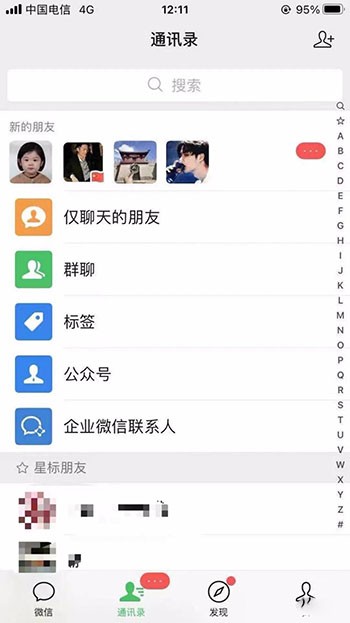 中国电信 4G 12:11 95%
通讯录
搜索
新的朋友
仅聊天的朋友
群聊
标签
公众号
企业微信联系人
☆ 星标朋友
A
B
C
D
E
F
G
H
I
J
K
L
M
N
O
P
Q
R
S
T
U
V
W
X
Y
Z
#
微信 通讯录 发现